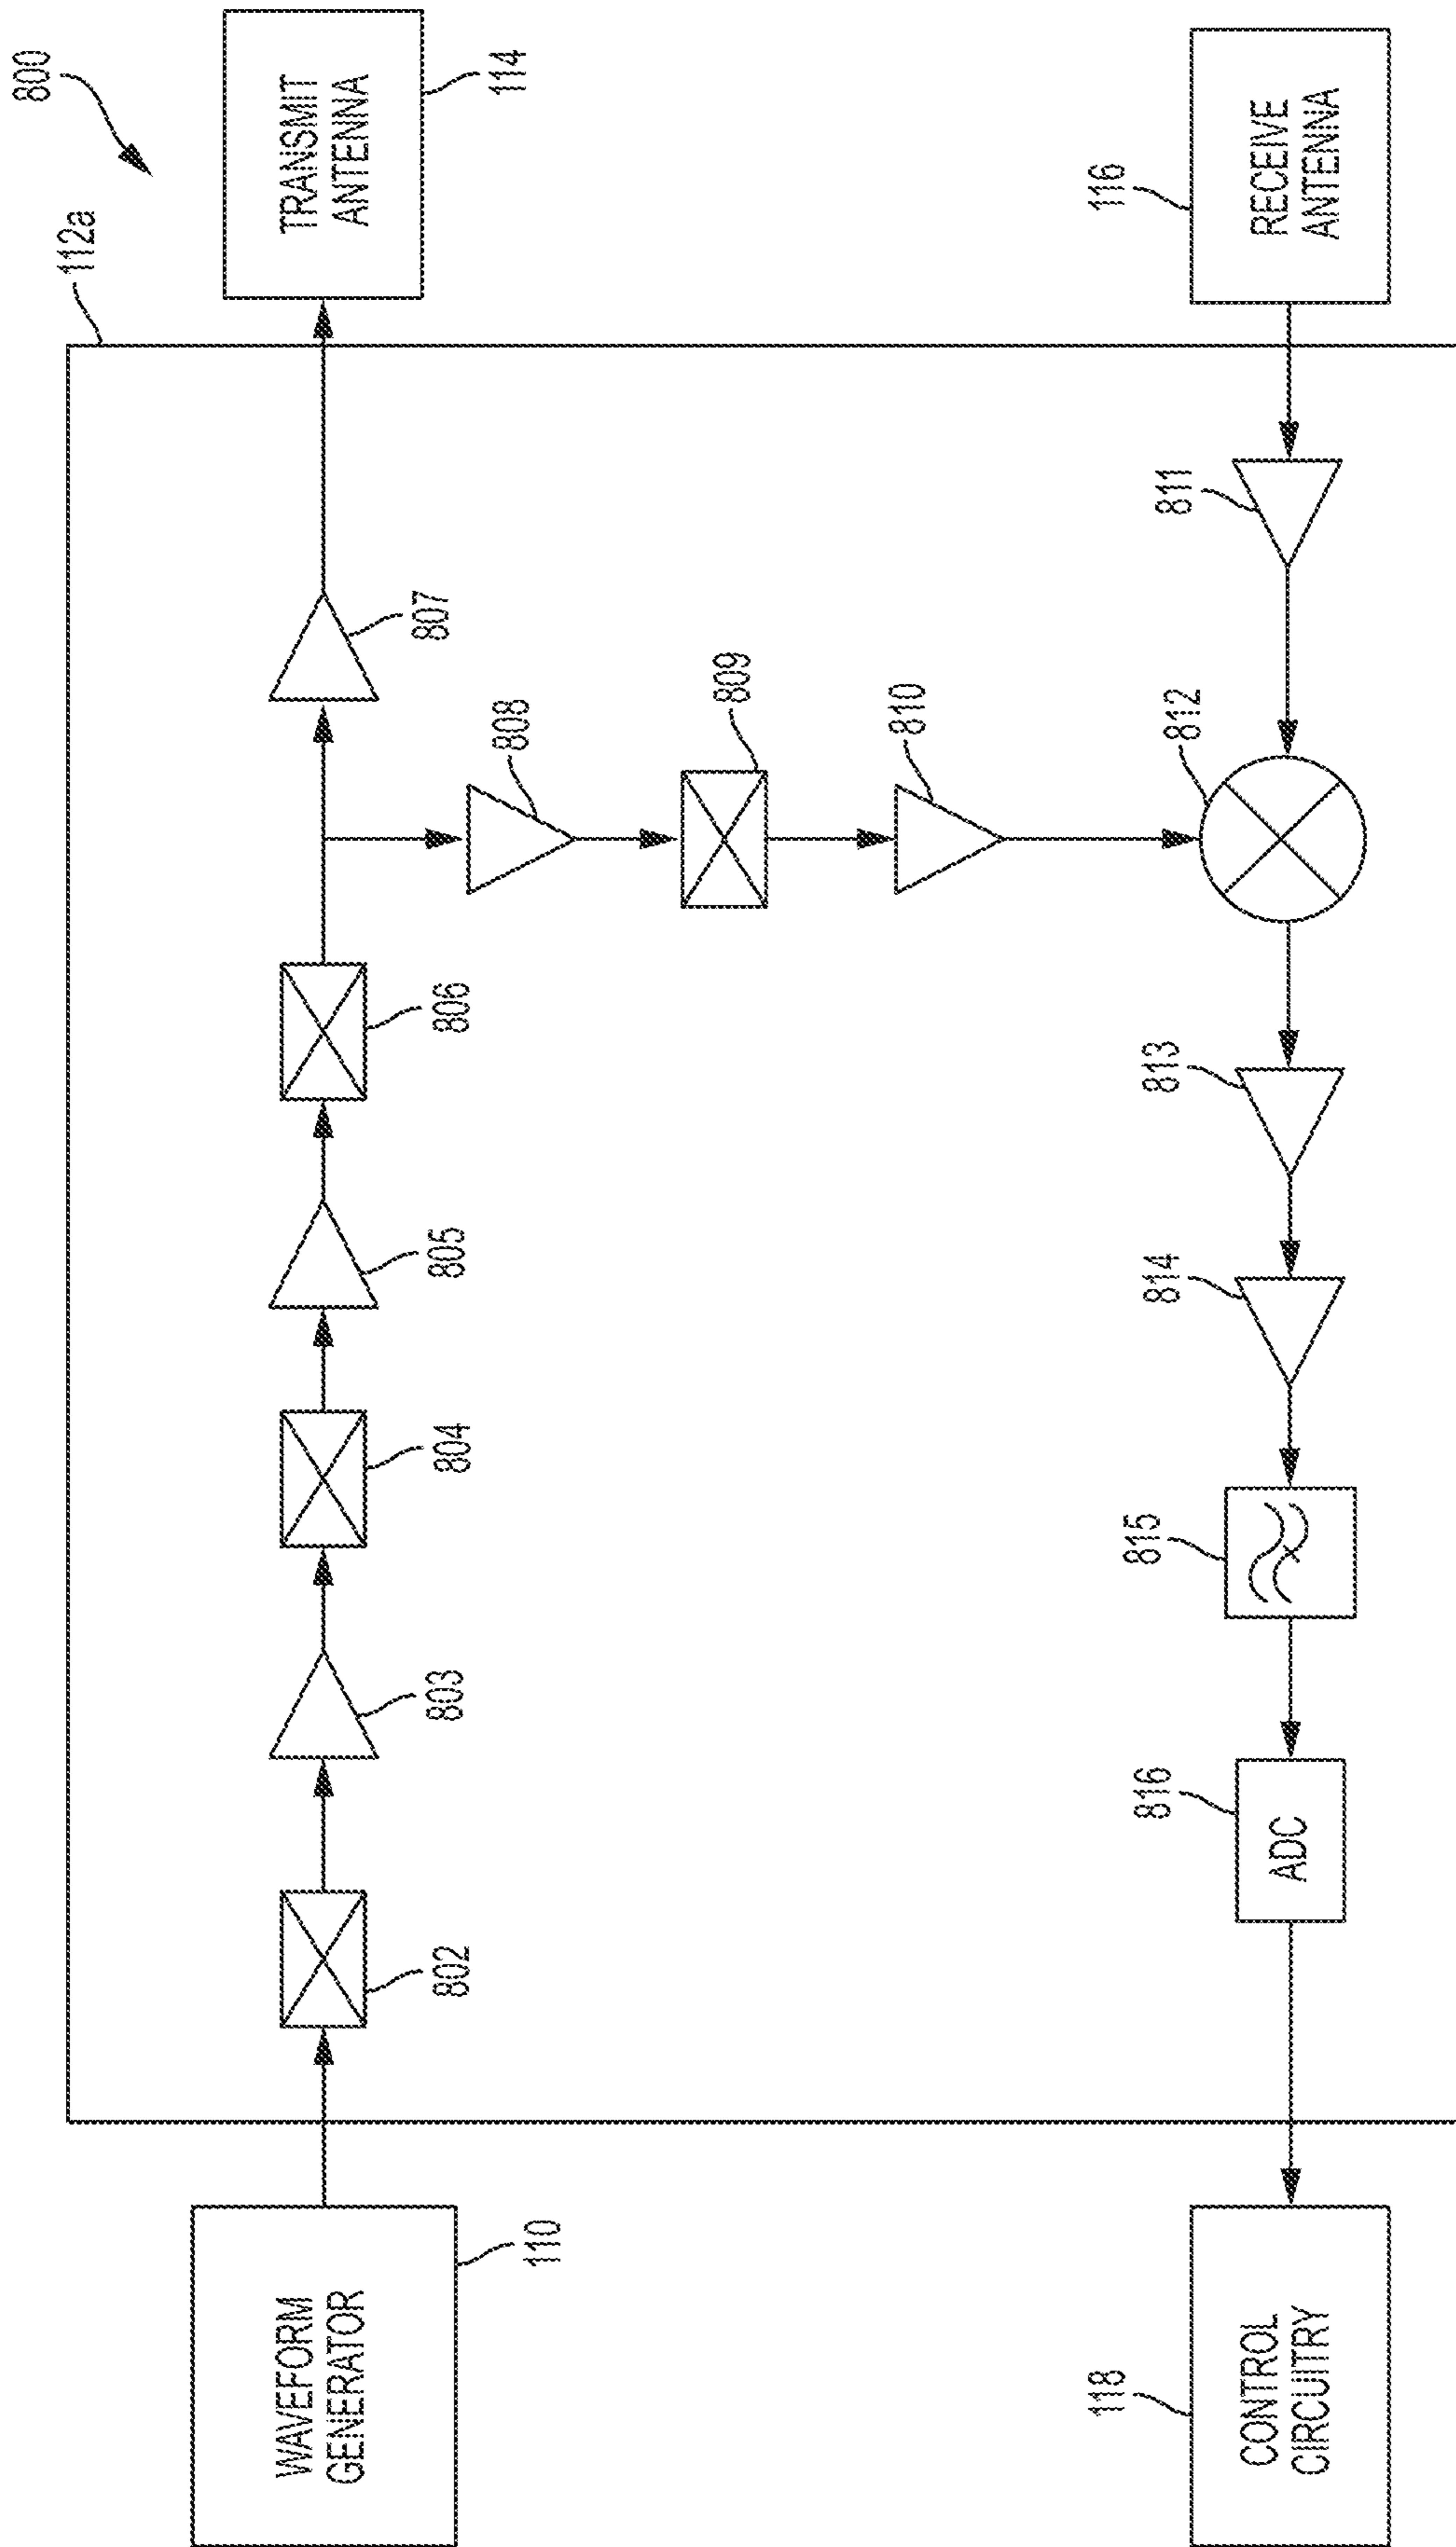 800
112a
WAVEFORM
GENERATOR
110
802
803
804
805
806
807
TRANSMIT
ANTENNA
114
808
809
810
CONTROL
CIRCUITRY
118
ADC
816
815
814
813
812
811
RECEIVE
ANTENNA
116